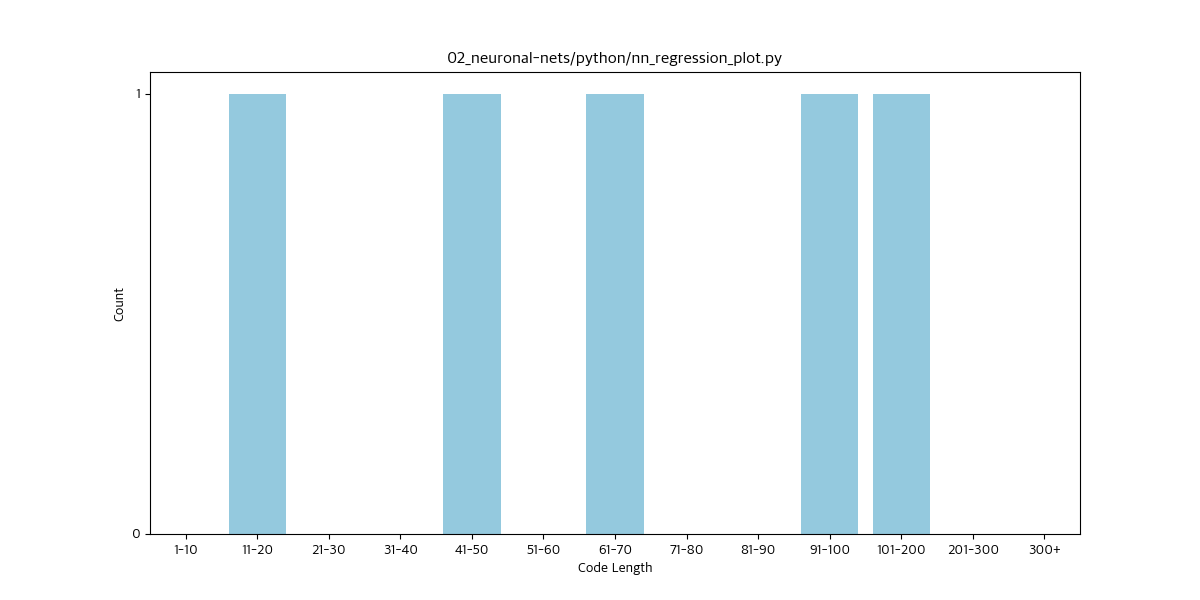 02_neuronal-nets/python/nn_regression_plot.py
1
Count
0
1-10 11-20 21-30 31-40 41-50 51-60 61-70 71-80 81-90 91-100 101-200 201-300 300+
Code Length